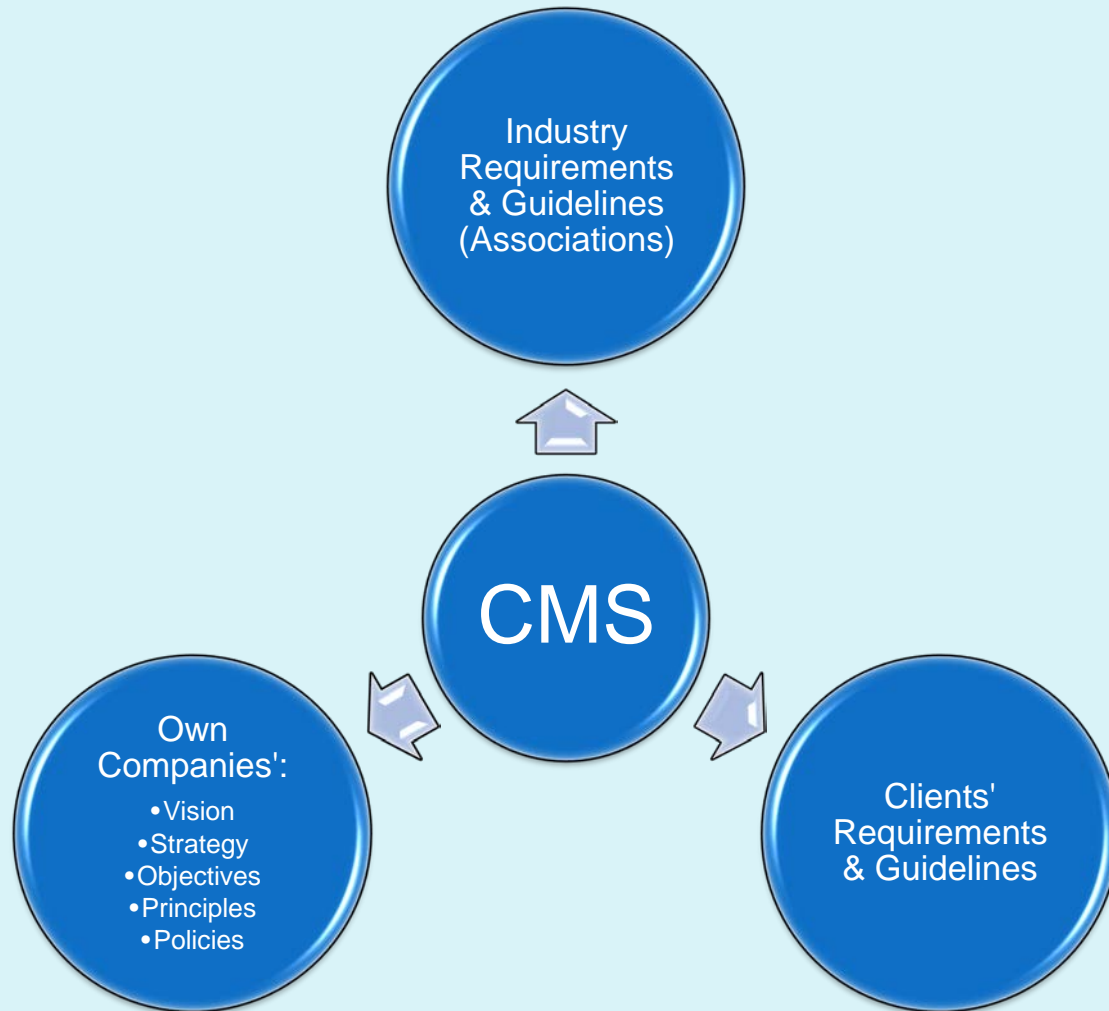 Industry
Requirements
& Guidelines
(Associations)
CMS
Own
Companies':
•Vision
•Strategy
•Objectives
•Principles
•Policies
Clients'
Requirements
& Guidelines